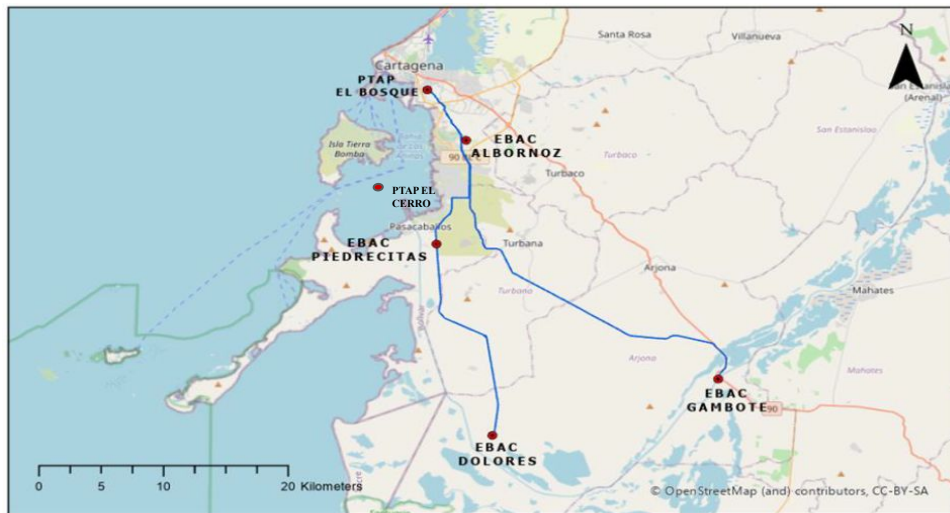 N
Santa Rosa
Villanueva
Cartagena
PTAP
EL BOSQUE
San Estanislao
(Arenal)
San Estanislao
EBAC
ALBORNOZ
Isla Tierra
Bomba
90
Turbaco
Turbaco
PTAP EL
CERRO
Pasacaballos
EBAC
PIEDRECITAS
Turbana
Arjona
Turbana
Mahates
Bolívar
Arjona
Mahates
EBAC
GAMBOTE
90
EBAC
DOLORES
0 5 10 20 Kilometers
© OpenStreetMap (and) contributors, CC-BY-SA